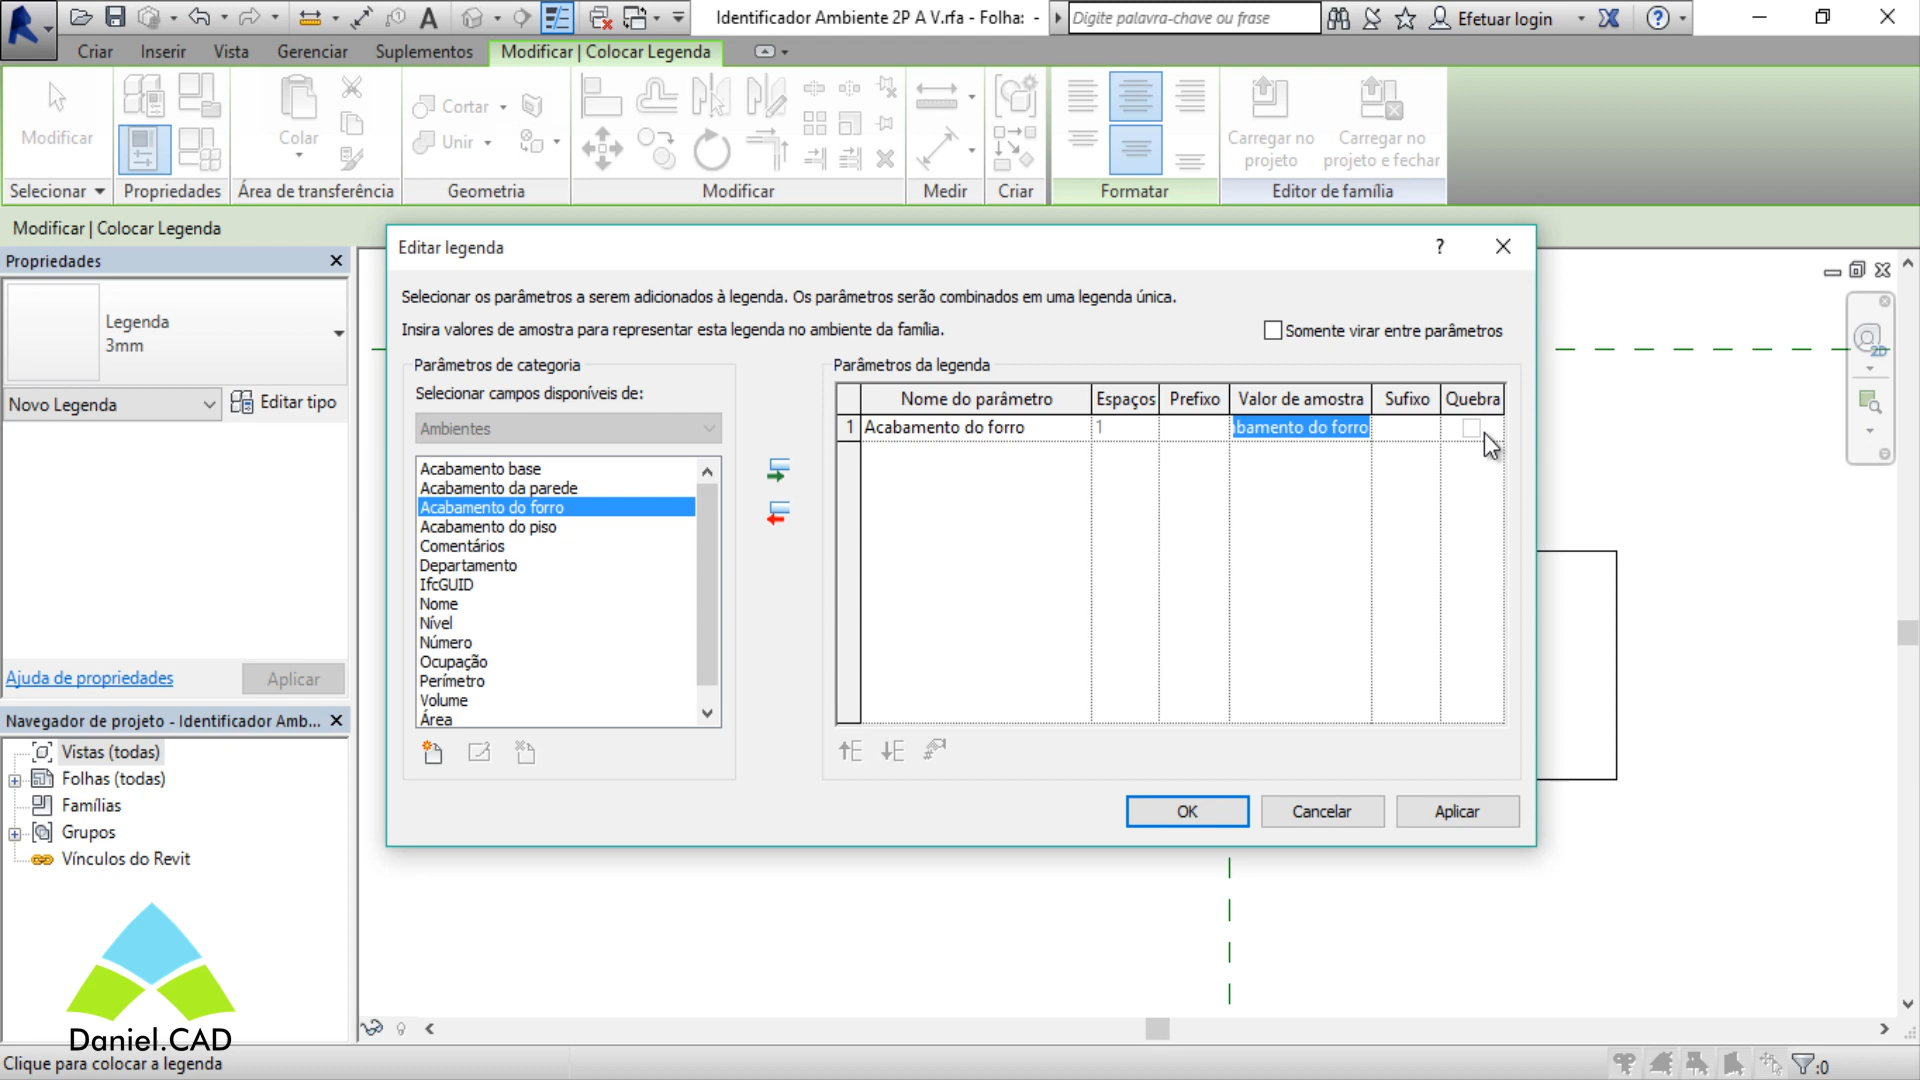 Identificador Ambiente 2P A V.rfa - Folha: -
Digite palavra-chave ou frase
Efetuar login
Criar
Inserir
Vista
Gerenciar
Suplementos
Modificar | Colocar Legenda
Modificar
Colar
Cortar
Unir
Carregar no projeto
Carregar no projeto e fechar
Selecionar
Propriedades
Área de transferência
Geometria
Modificar
Medir
Criar
Formatar
Editor de família
Modificar | Colocar Legenda
Propriedades
Legenda
3mm
Novo Legenda
Editar tipo
Ajuda de propriedades
Aplicar
Navegador de projeto - Identificador Amb...
Vistas (todas)
Folhas (todas)
Famílias
Grupos
Vínculos do Revit
Daniel.CAD
Clique para colocar a legenda
Editar legenda
?
Selecionar os parâmetros a serem adicionados à legenda. Os parâmetros serão combinados em uma legenda única.
Insira valores de amostra para representar esta legenda no ambiente da família.
Somente virar entre parâmetros
Parâmetros de categoria
Selecionar campos disponíveis de:
Ambientes
Acabamento base
Acabamento da parede
Acabamento do forro
Acabamento do piso
Comentários
Departamento
IfcGUID
Nome
Nível
Número
Ocupação
Perímetro
Volume
Área
Parâmetros da legenda
Nome do parâmetro Espaços Prefixo Valor de amostra Sufixo Quebra
1 Acabamento do forro 1 abamento do forro
OK
Cancelar
Aplicar
2D
:0